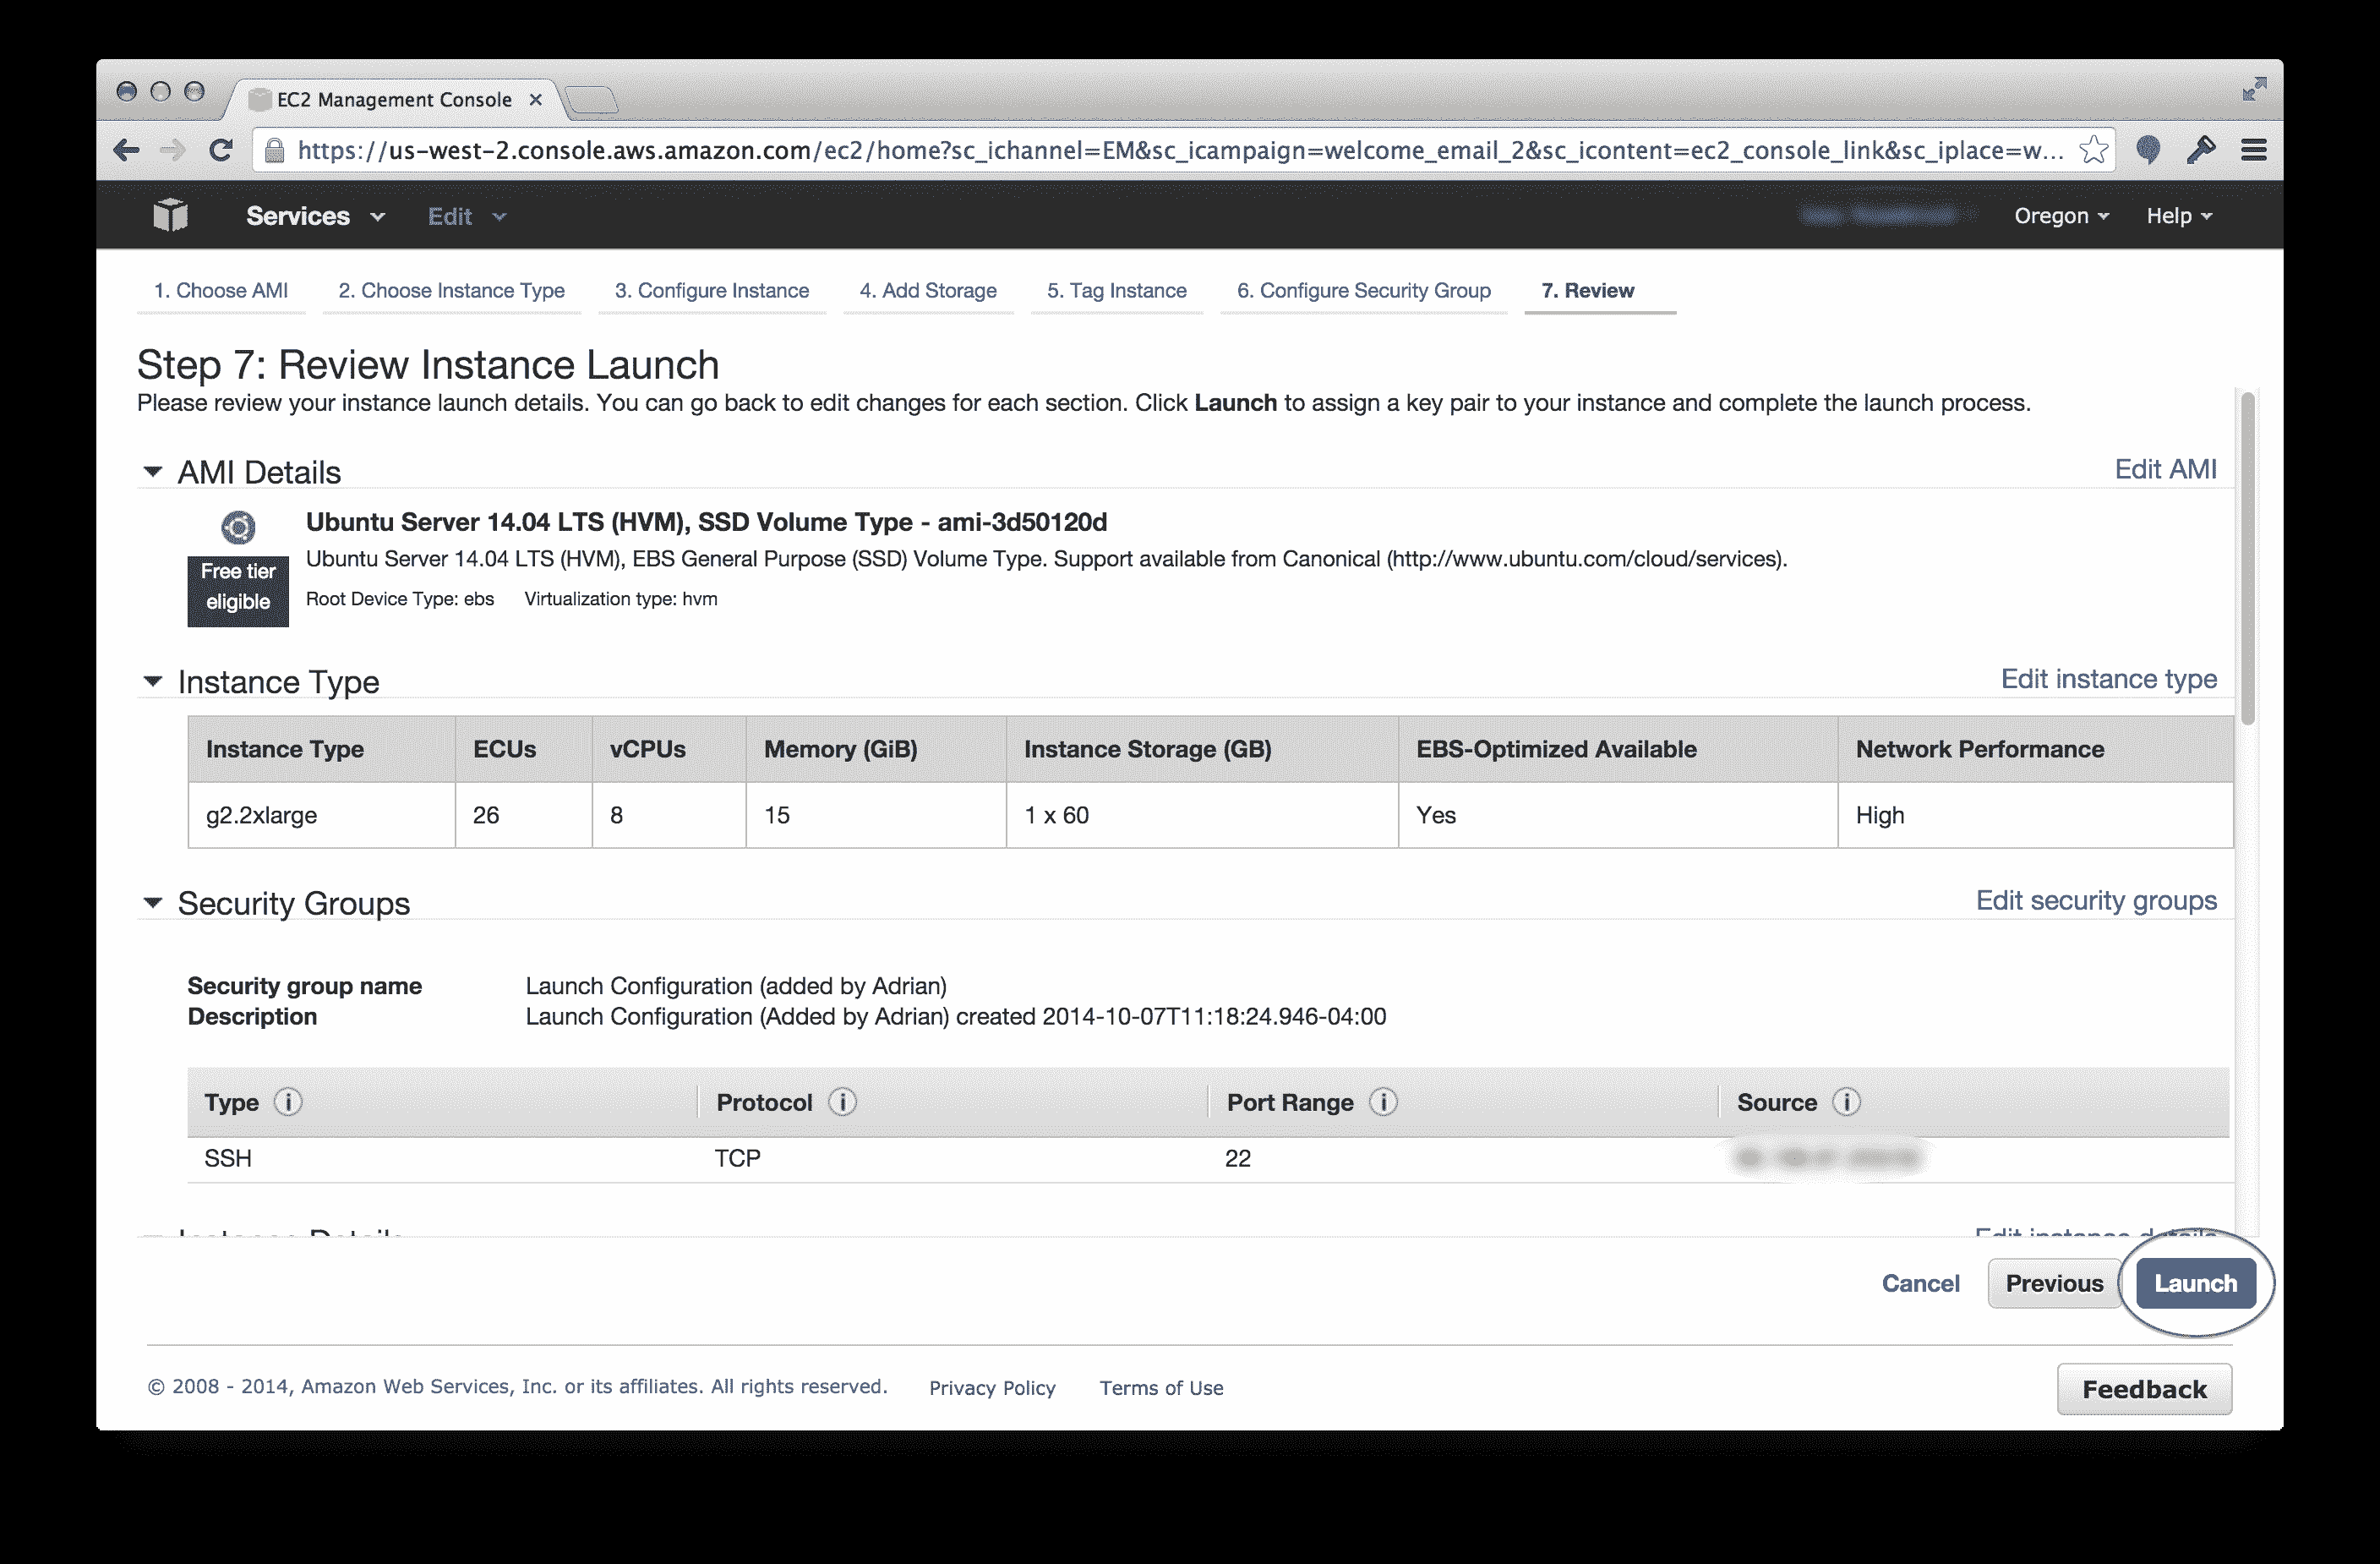 EC2 Management Console
https://us-west-2.console.aws.amazon.com/ec2/home?sc_ichannel=EM&sc_icampaign=welcome_email_2&sc_icontent=ec2_console_link&sc_iplace=w...
Services Edit Oregon Help
1. Choose AMI 2. Choose Instance Type 3. Configure Instance 4. Add Storage 5. Tag Instance 6. Configure Security Group 7. Review
Step 7: Review Instance Launch
Please review your instance launch details. You can go back to edit changes for each section. Click Launch to assign a key pair to your instance and complete the launch process.
AMI Details Edit AMI
Ubuntu Server 14.04 LTS (HVM), SSD Volume Type - ami-3d50120d
Free tier eligible
Ubuntu Server 14.04 LTS (HVM), EBS General Purpose (SSD) Volume Type. Support available from Canonical (http://www.ubuntu.com/cloud/services).
Root Device Type: ebs Virtualization type: hvm
Instance Type Edit instance type
Instance Type ECUs vCPUs Memory (GiB) Instance Storage (GB) EBS-Optimized Available Network Performance
g2.2xlarge 26 8 15 1 x 60 Yes High
Security Groups Edit security groups
Security group name Launch Configuration (added by Adrian)
Description Launch Configuration (Added by Adrian) created 2014-10-07T11:18:24.946-04:00
Type Protocol Port Range Source
SSH TCP 22
Instance Details Edit instance details
Cancel Previous Launch
© 2008 - 2014, Amazon Web Services, Inc. or its affiliates. All rights reserved. Privacy Policy Terms of Use Feedback